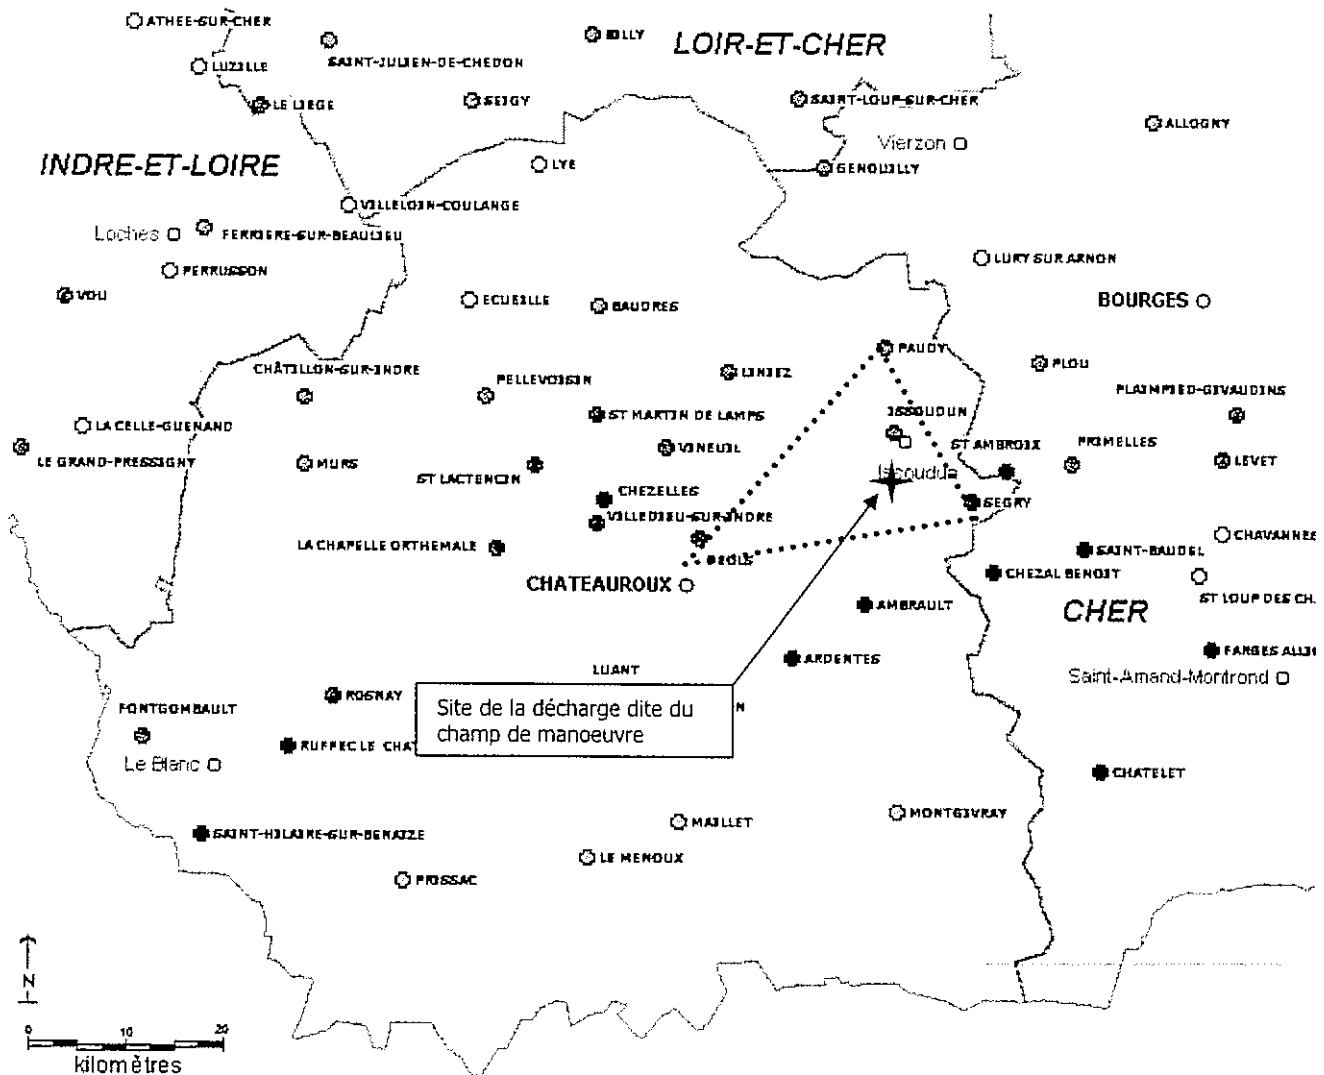 ATHEE-SUR-CHER
BILLY
LOIR-ET-CHER
LUZILLE
SAINT-JULIEN-DE-CHEDON
LE LIEGE
SEIGY
SAINT-LOUP-SUR-CHER
ALLOGNY
Vierzon
INDRE-ET-LOIRE
LYE
GENOUILLY
VILLELOIN-COULANGE
Loches
FERRIERE-SUR-BEAULIEU
PERRUSSON
LURY SUR ARNON
VOU
ECUEILLE
BAUDRES
BOURGES
PAUDY
CHÂTILLON-SUR-INDRE
PELLEVOISIN
LINIEZ
PLOU
PLAIMPIED-GIVAUDINS
ST MARTIN DE LAMPS
ISSOUDUN
LA CELLE-GUENAND
ST AMBROIX
PRIMELLES
LE GRAND-PRESSIGNY
MURS
VINEUIL
LEVET
ST LACTENCIN
Issoudun
CHEZELLES
SEGRY
VILLEDIEU-SUR-INDRE
CHAVANNES
LA CHAPELLE ORTHEMALE
DEOLS
SAINT-BAUDEL
CHATEAUROUX
CHEZAL BENOIT
AMBRAULT
CHER
ST LOUP DES CH
ARDENTES
FARGES ALLI
LUANT
Saint-Amand-Montrond
ROSNAY
Site de la décharge dite du
champ de manoeuvre
N
FONTGOMBAULT
RUFFEC LE CHAT
Le Blanc
CHATELET
MONTGIVRAY
MAILLET
SAINT-HILAIRE-SUR-BENAIZE
LE MENOUX
PRISSAC
N
0 10 20
kilomètres